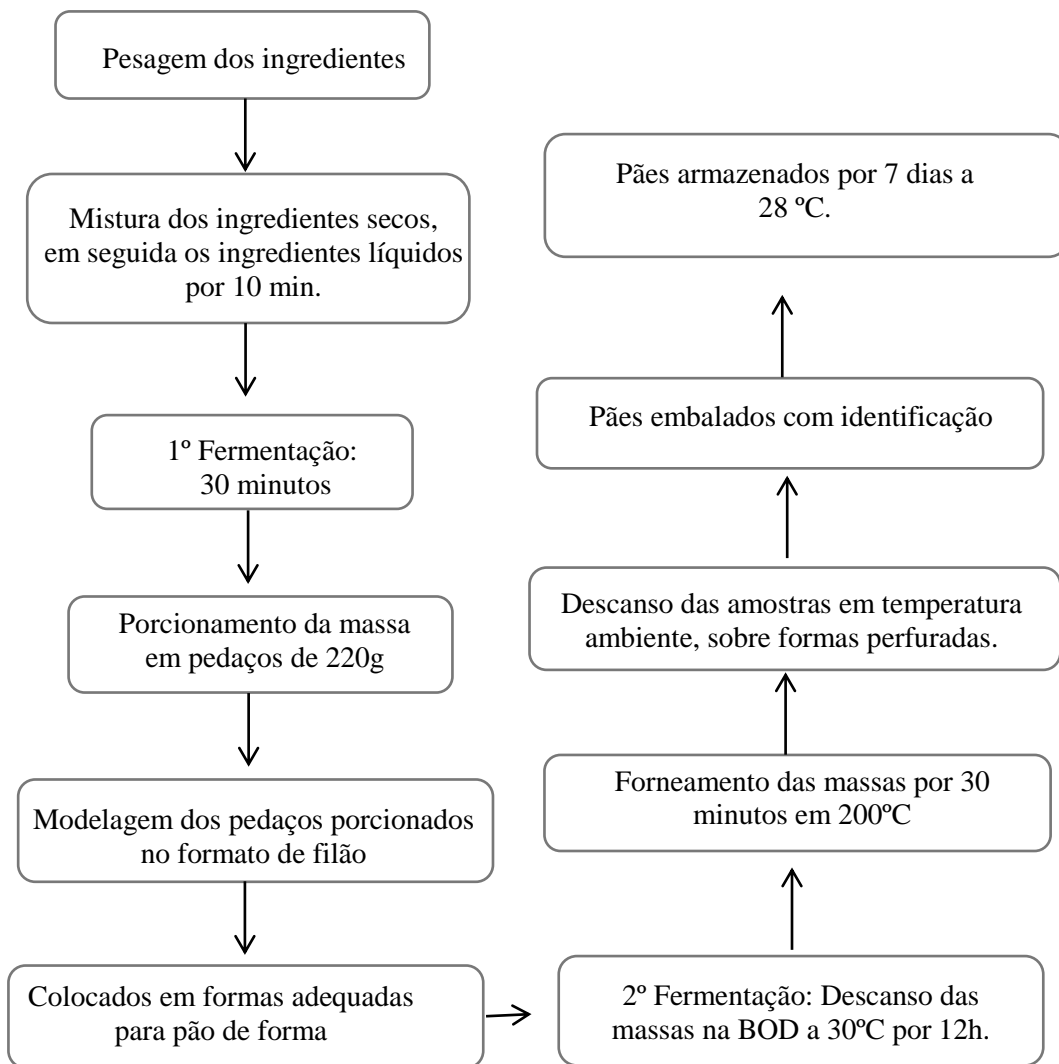 Pesagem dos ingredientes
Mistura dos ingredientes secos,
em seguida os ingredientes líquidos
por 10 min.
1º Fermentação:
30 minutos
Porcionamento da massa
em pedaços de 220g
Modelagem dos pedaços porcionados
no formato de filão
Colocados em formas adequadas
para pão de forma
2º Fermentação: Descanso das
massas na BOD a 30ºC por 12h.
Forneamento das massas por 30
minutos em 200ºC
Descanso das amostras em temperatura
ambiente, sobre formas perfuradas.
Pães embalados com identificação
Pães armazenados por 7 dias a
28 ºC.